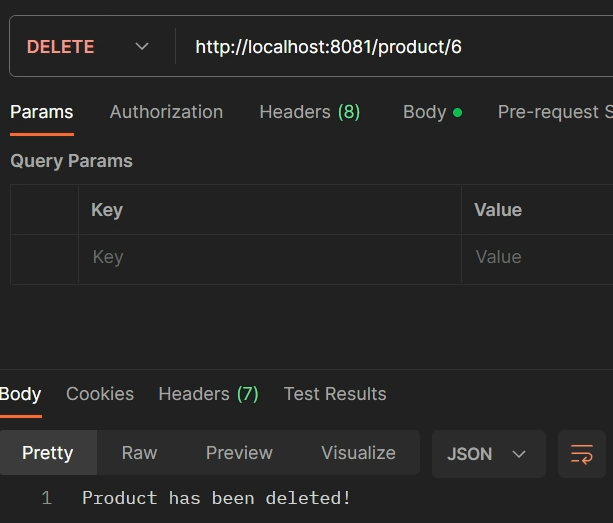 DELETE http://localhost:8081/product/6
Params Authorization Headers (8) Body Pre-request S
Query Params
Key Value
Key Value
Body Cookies Headers (7) Test Results
Pretty Raw Preview Visualize JSON
1 Product has been deleted!